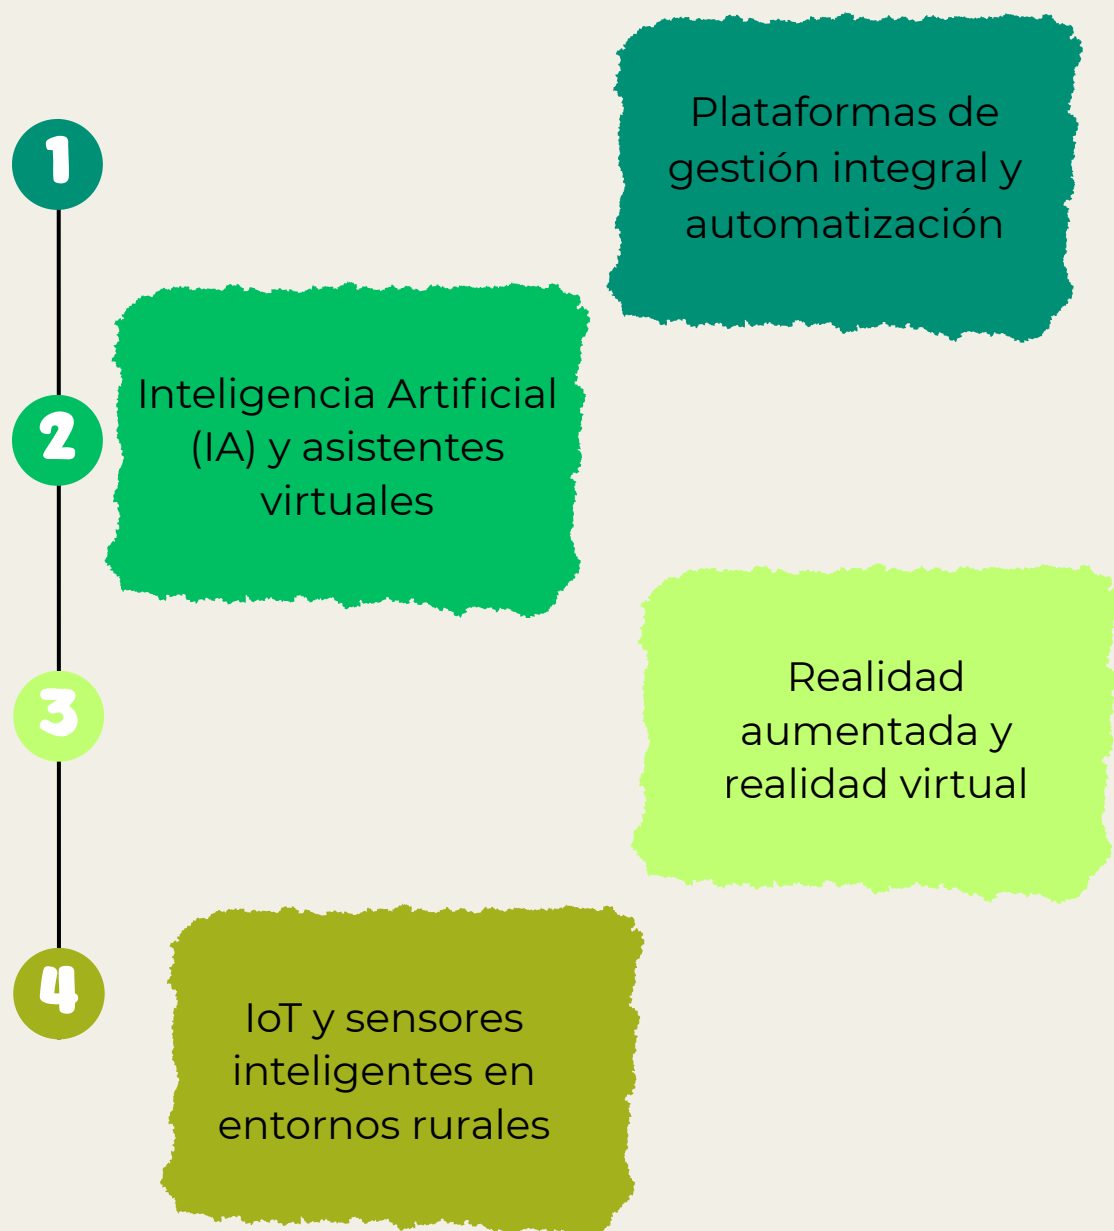 1
Plataformas de
gestión integral y
automatización
2
Inteligencia Artificial
(IA) y asistentes
virtuales
3
Realidad
aumentada y
realidad virtual
4
IoT y sensores
inteligentes en
entornos rurales